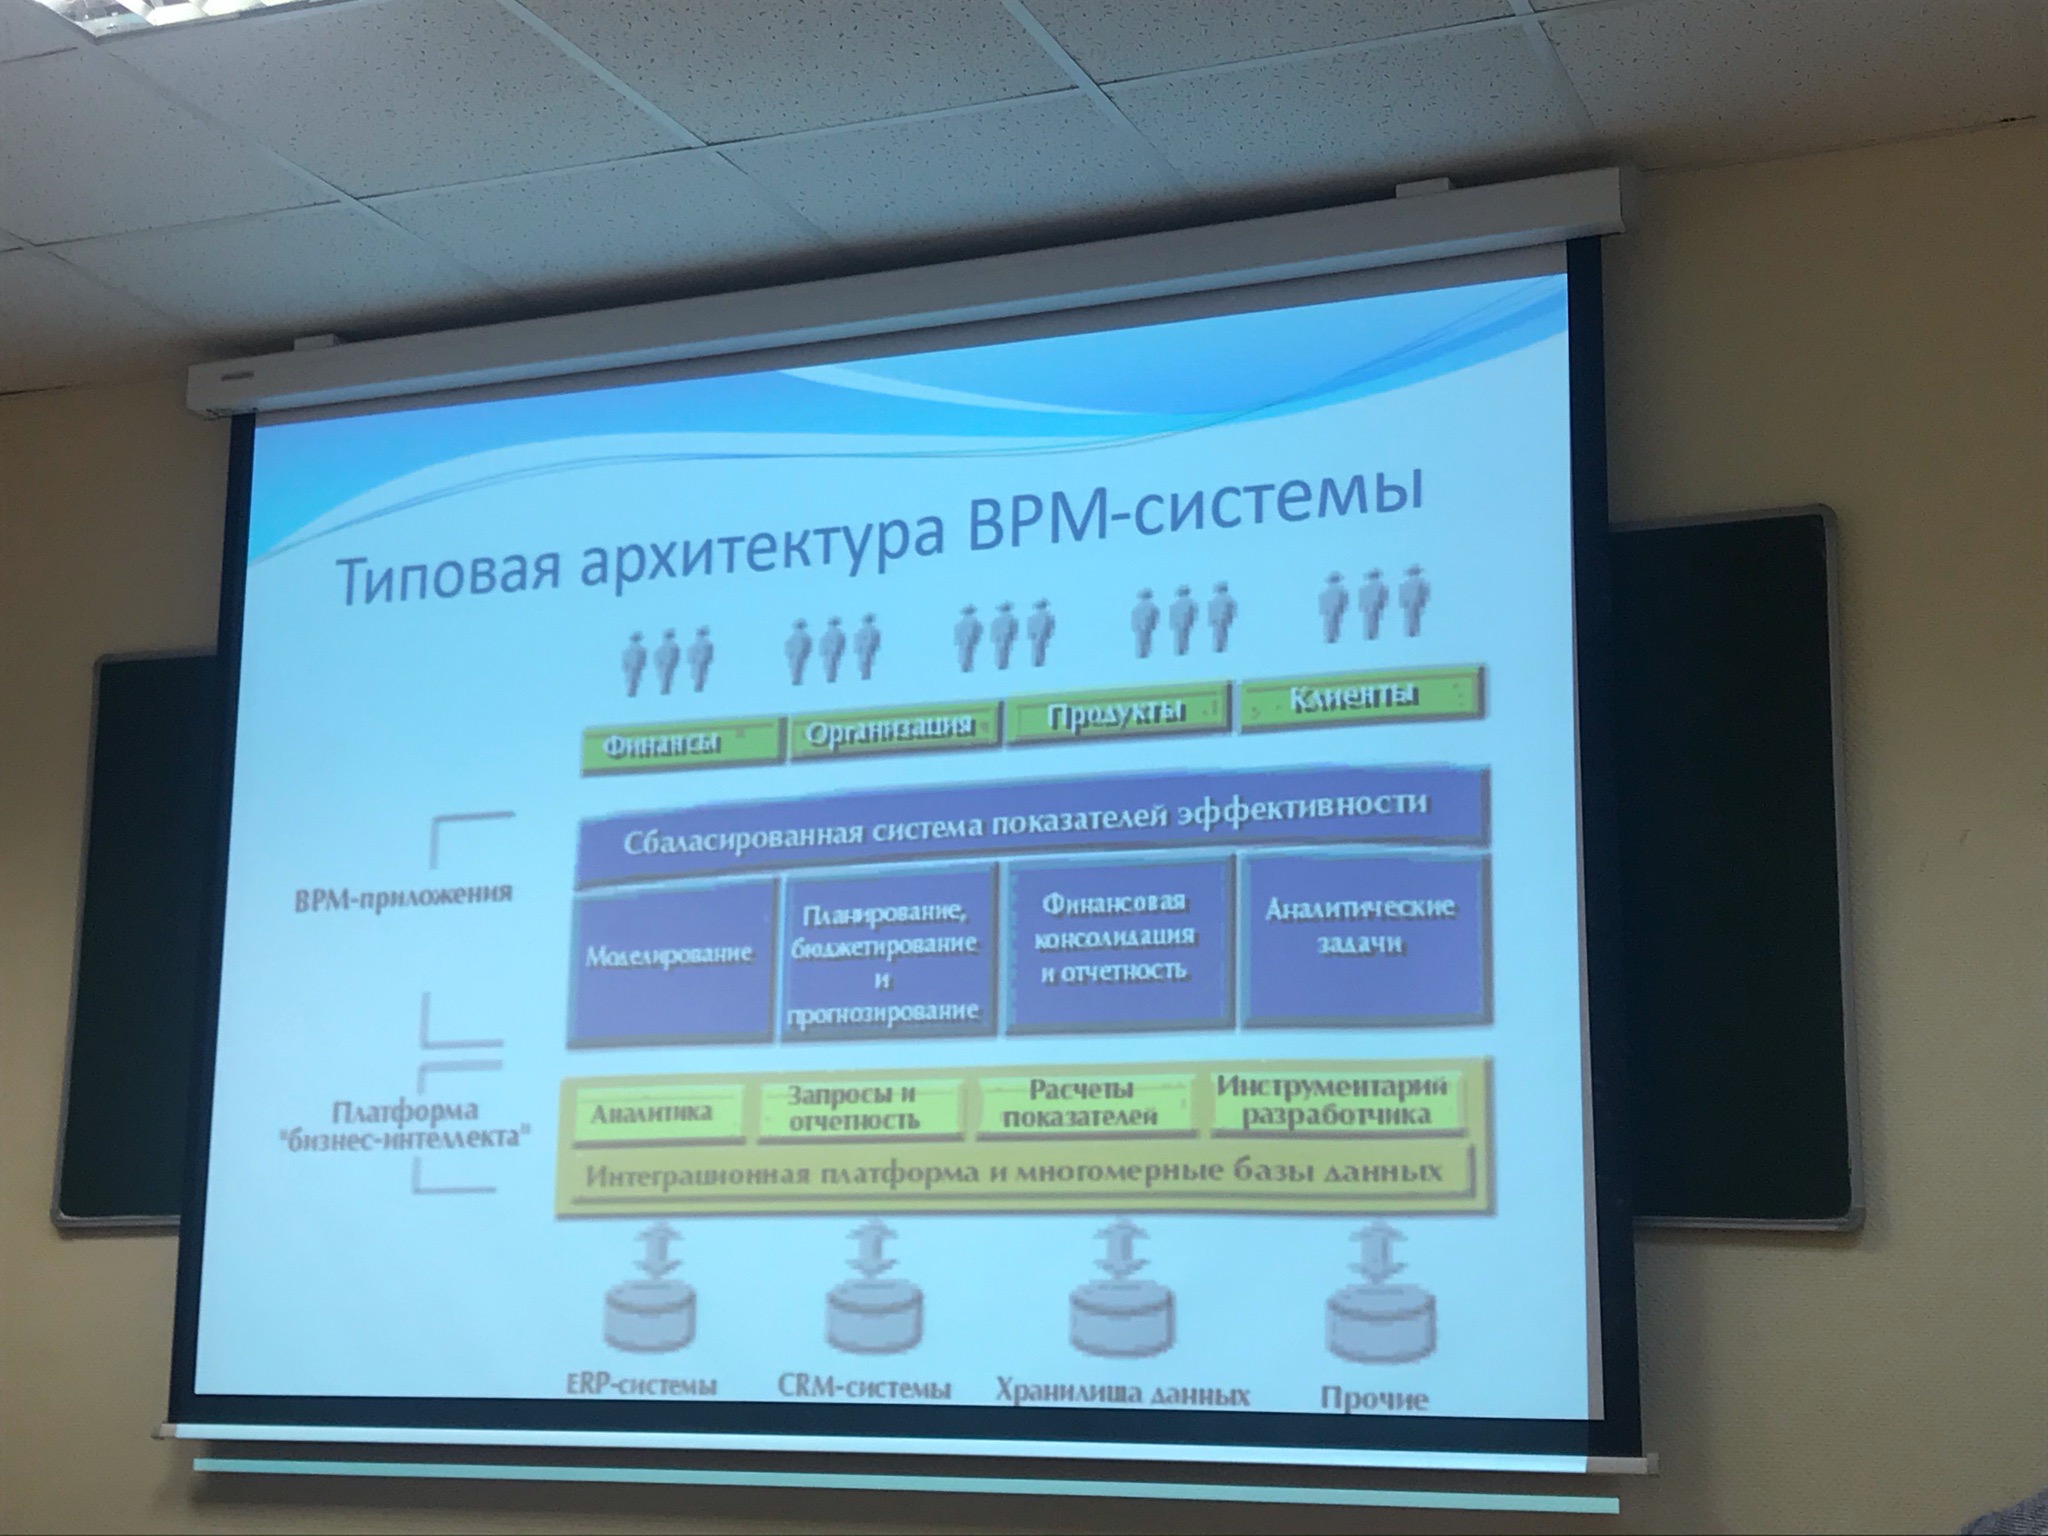 Типовая архитектура BPM-системы
Финансы
Организация
Продукты
Клиенты
Сбаласированная система показателей эффективности
BPM-приложения
Моделирование
Планирование,
бюджетирование
и
прогнозирование
Финансовая
консолидация
и отчетность
Аналитические
задачи
Платформа
"бизнес-интеллекта"
Аналитика
Запросы и
отчетность
Расчеты
показателей
Инструментарий
разработчика
Интеграционная платформа и многомерные базы данных
ERP-системы
CRM-системы
Хранилища данных
Прочие